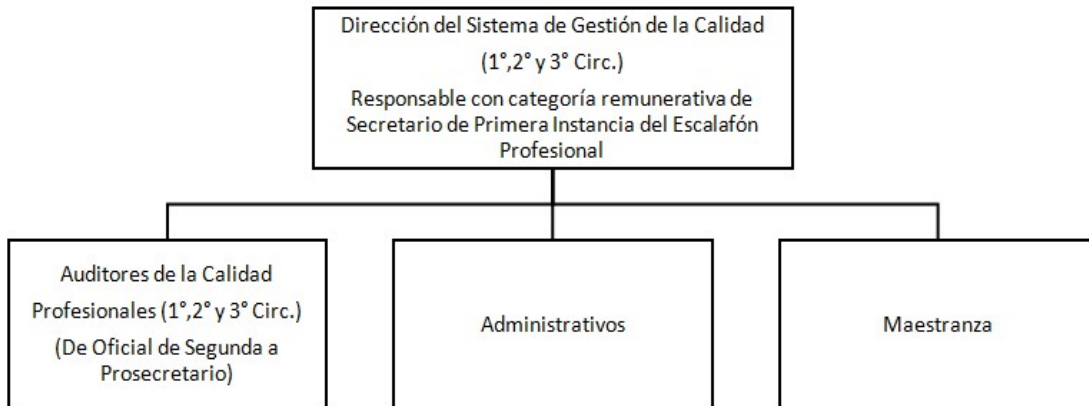 Dirección del Sistema de Gestión de la Calidad
(1°,2° y 3° Circ.)
Responsable con categoría remunerativa de
Secretario de Primera Instancia del Escalafón
Profesional
Auditores de la Calidad
Profesionales (1°,2° y 3° Circ.)
(De Oficial de Segunda a
Prosecretario)
Administrativos
Maestranza